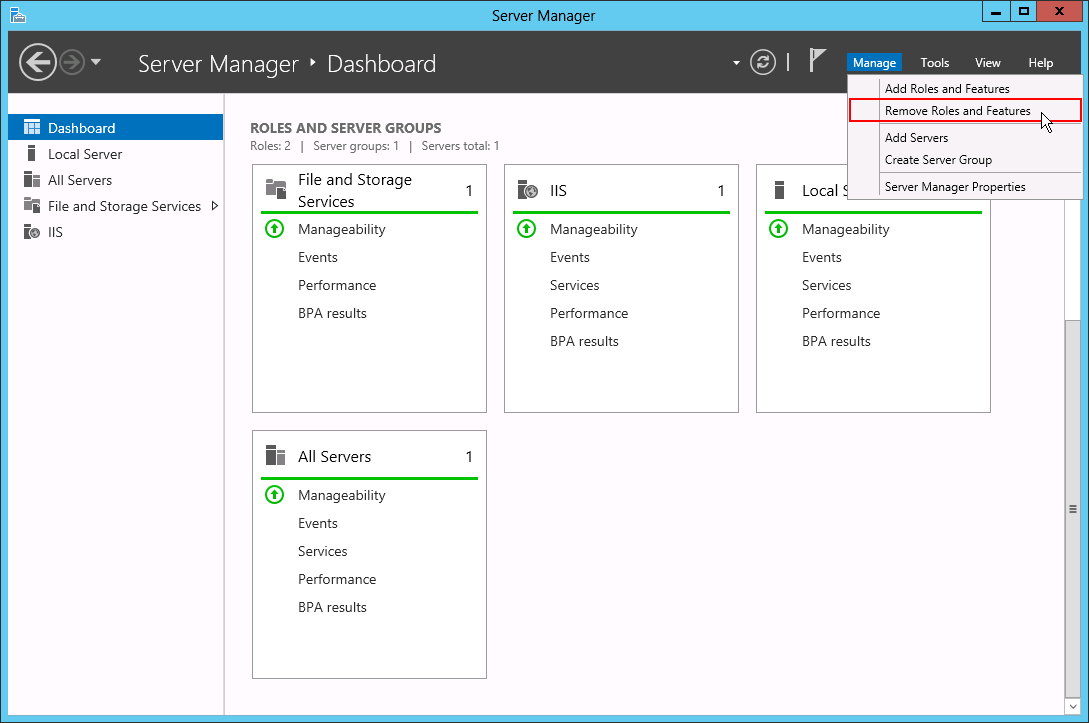 Server Manager
Server Manager ‣ Dashboard
Manage Tools View Help
Add Roles and Features
Remove Roles and Features
Add Servers
Create Server Group
Server Manager Properties
Dashboard
Local Server
All Servers
File and Storage Services
IIS
ROLES AND SERVER GROUPS
Roles: 2 | Server groups: 1 | Servers total: 1
File and Storage
Services 1
Manageability
Events
Performance
BPA results
IIS 1
Manageability
Events
Services
Performance
BPA results
Local
Manageability
Events
Services
Performance
BPA results
All Servers 1
Manageability
Events
Services
Performance
BPA results